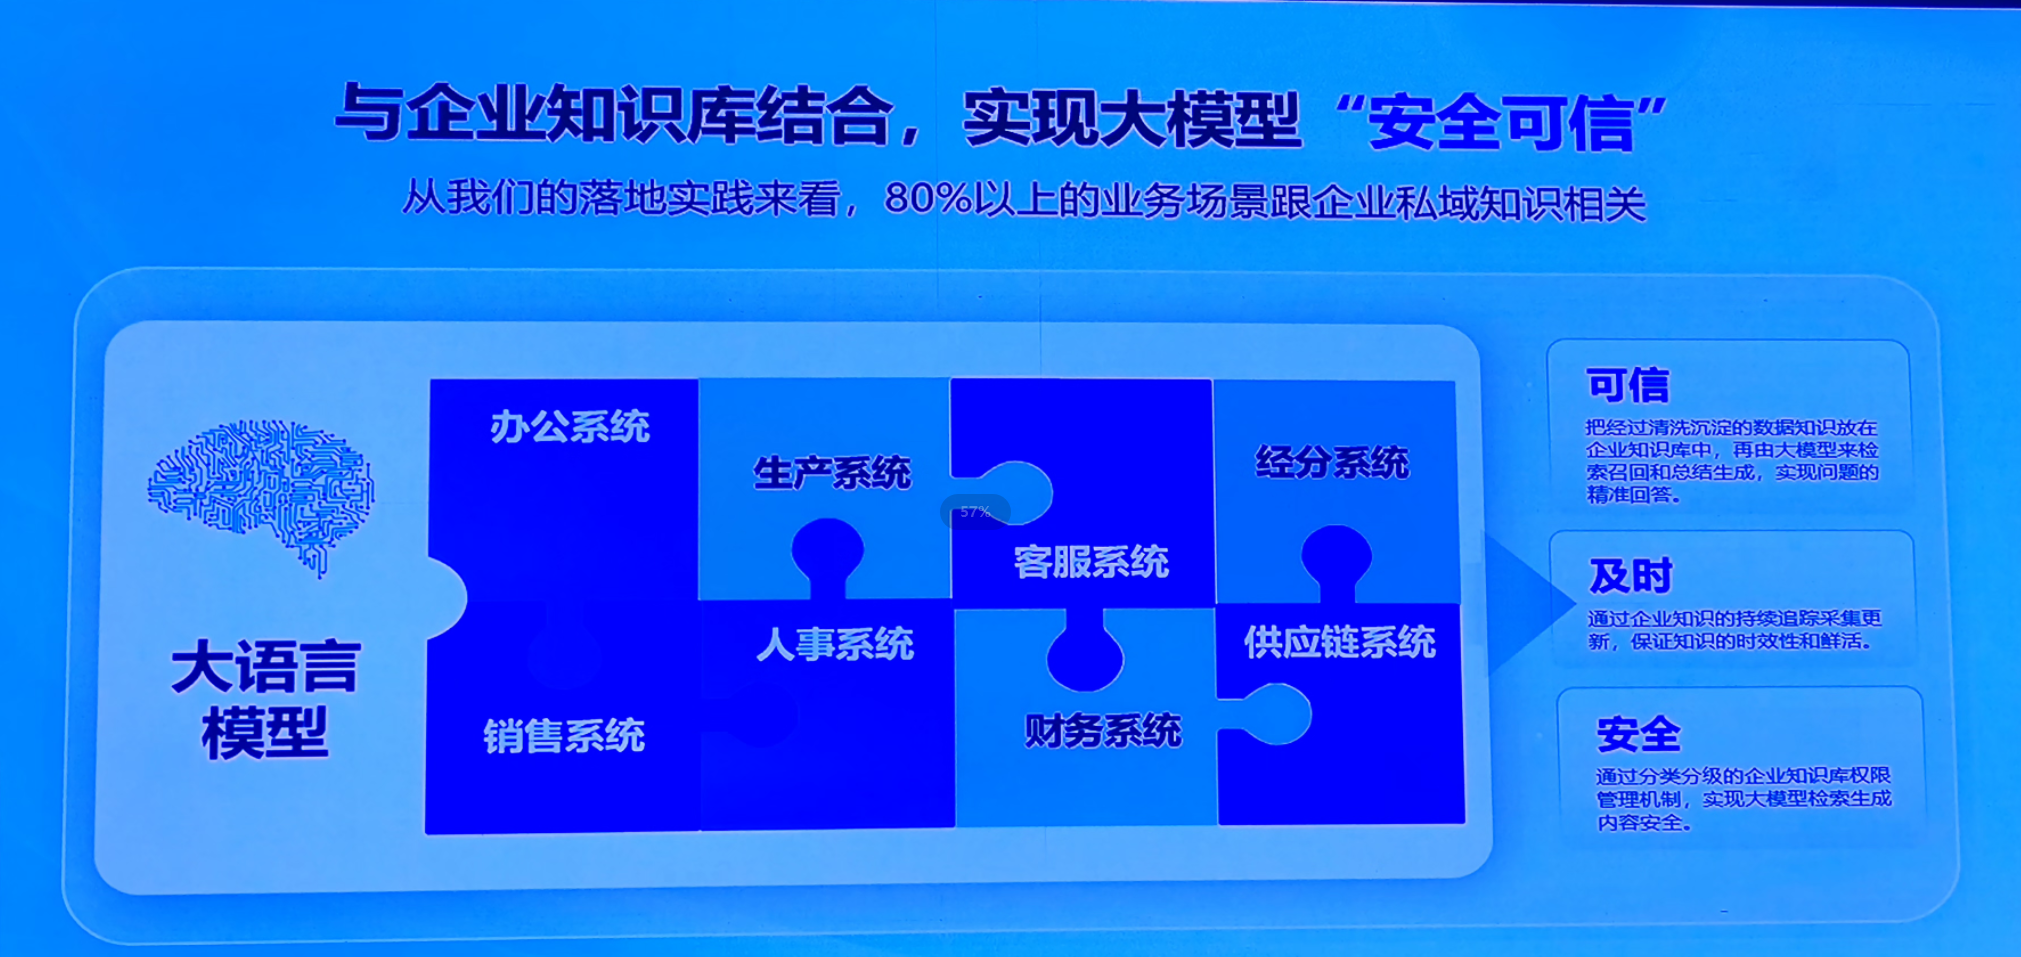 与企业知识库结合，实现大模型“安全可信”
从我们的落地实践来看，80%以上的业务场景跟企业私域知识相关
大语言
模型
办公系统
生产系统
客服系统
经分系统
销售系统
人事系统
财务系统
供应链系统
57%
可信
把经过清洗沉淀的数据知识放在
企业知识库中，再由大模型来检
索召回和总结生成，实现问题的
精准回答。
及时
通过企业知识的持续追踪采集更
新，保证知识的时效性和鲜活。
安全
通过分类分级的企业知识库权限
管理机制，实现大模型检索生成
内容安全。